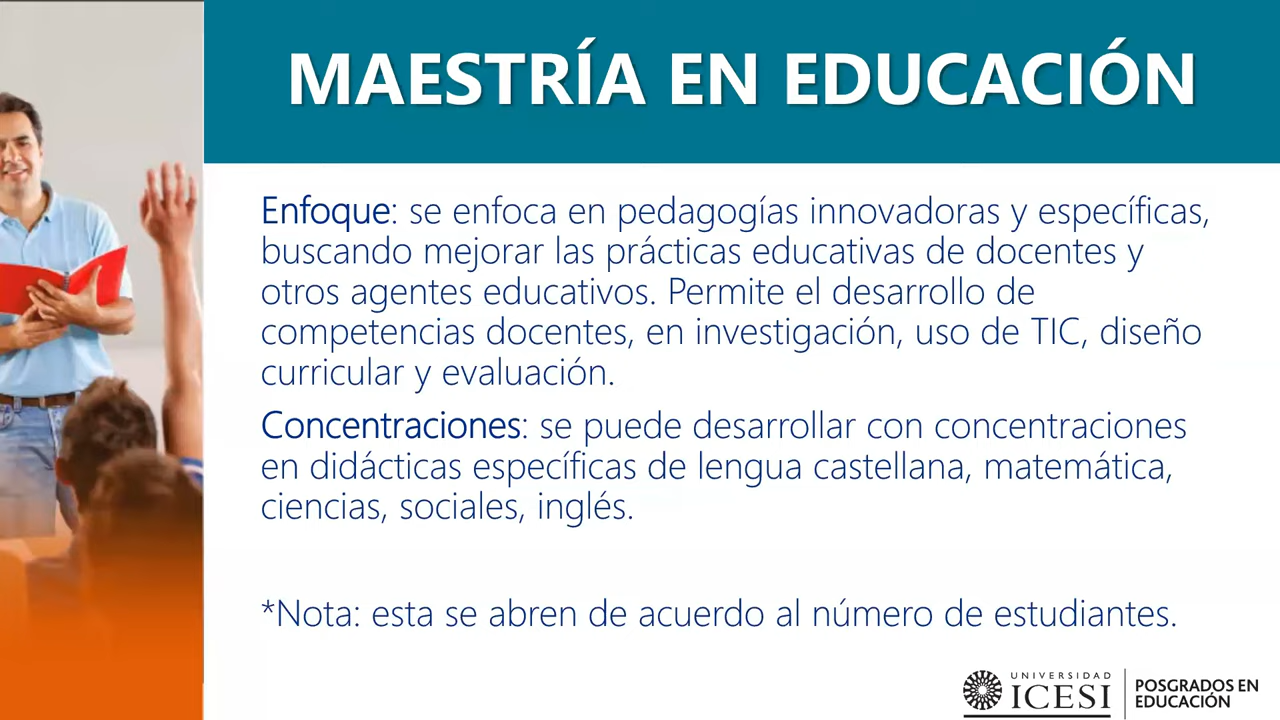 MAESTRÍA EN EDUCACIÓN
Enfoque: se enfoca en pedagogías innovadoras y específicas,
buscando mejorar las prácticas educativas de docentes y
otros agentes educativos. Permite el desarrollo de
competencias docentes, en investigación, uso de TIC, diseño
curricular y evaluación.
Concentraciones: se puede desarrollar con concentraciones
en didácticas específicas de lengua castellana, matemática,
ciencias, sociales, inglés.
*Nota: esta se abren de acuerdo al número de estudiantes.
UNIVERSIDAD
ICESI
POSGRADOS EN
EDUCACIÓN